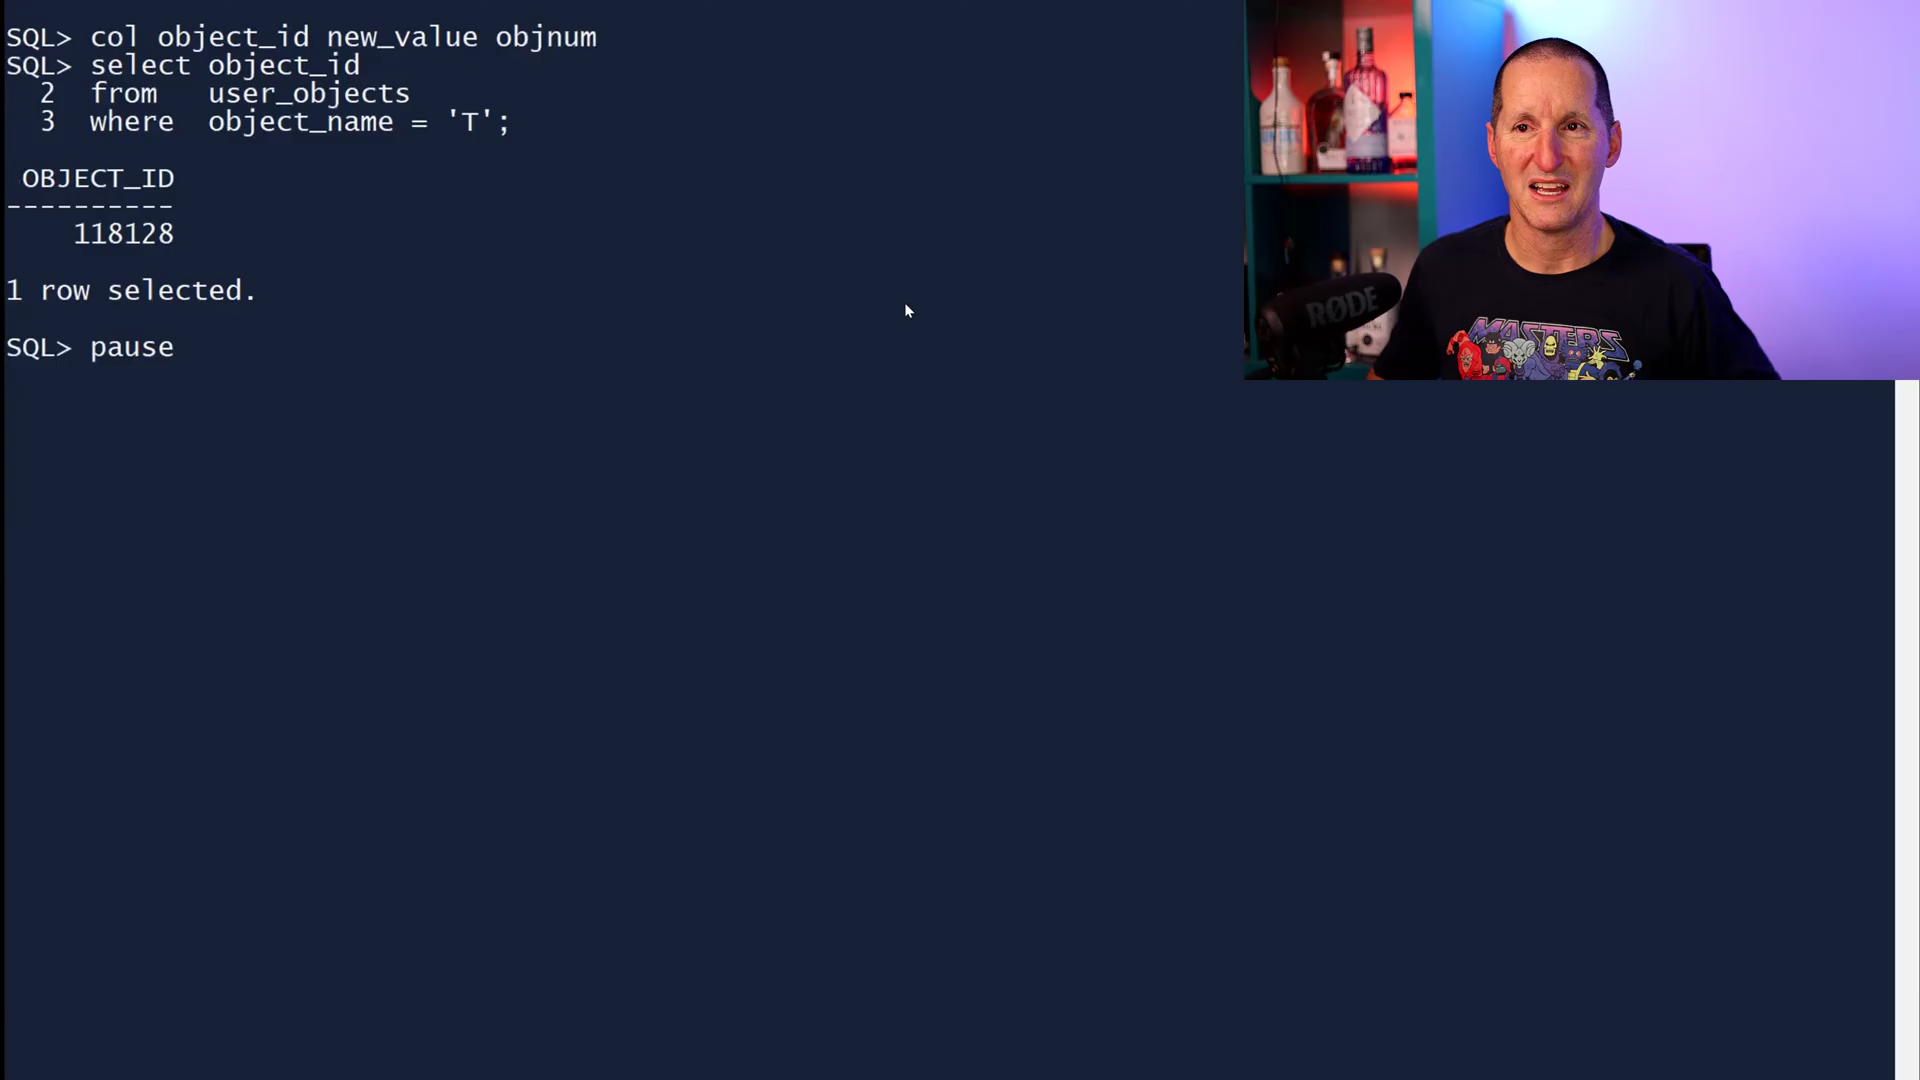 SQL> col object_id new_value objnum
SQL> select object_id
  2  from   user_objects
  3  where  object_name = 'T';
 OBJECT_ID
----------
    118128
1 row selected.
SQL> pause
RØDE
MASTERS